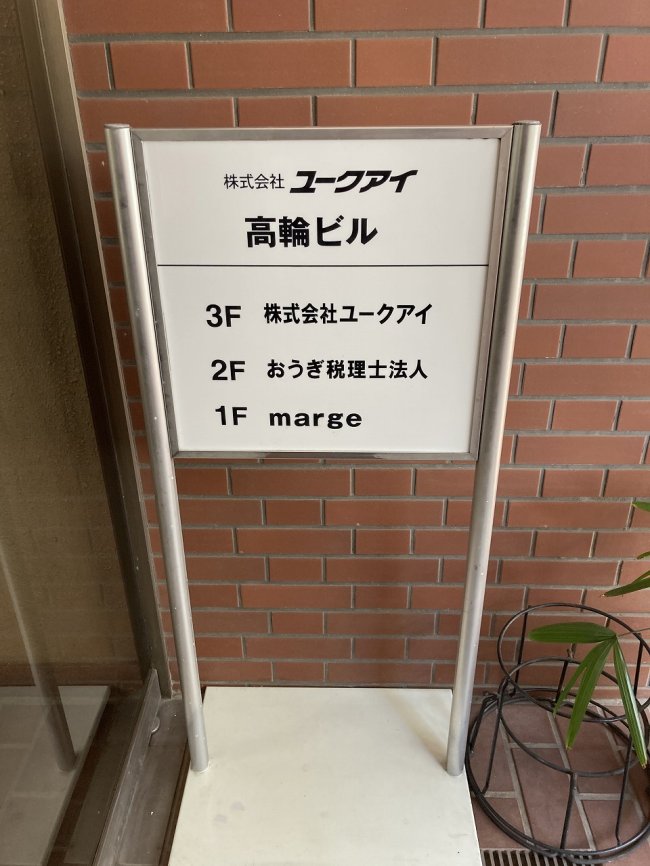 株式会社 ユークアイ
高輪ビル
3F 株式会社ユークアイ
2F おうぎ税理士法人
1F marge